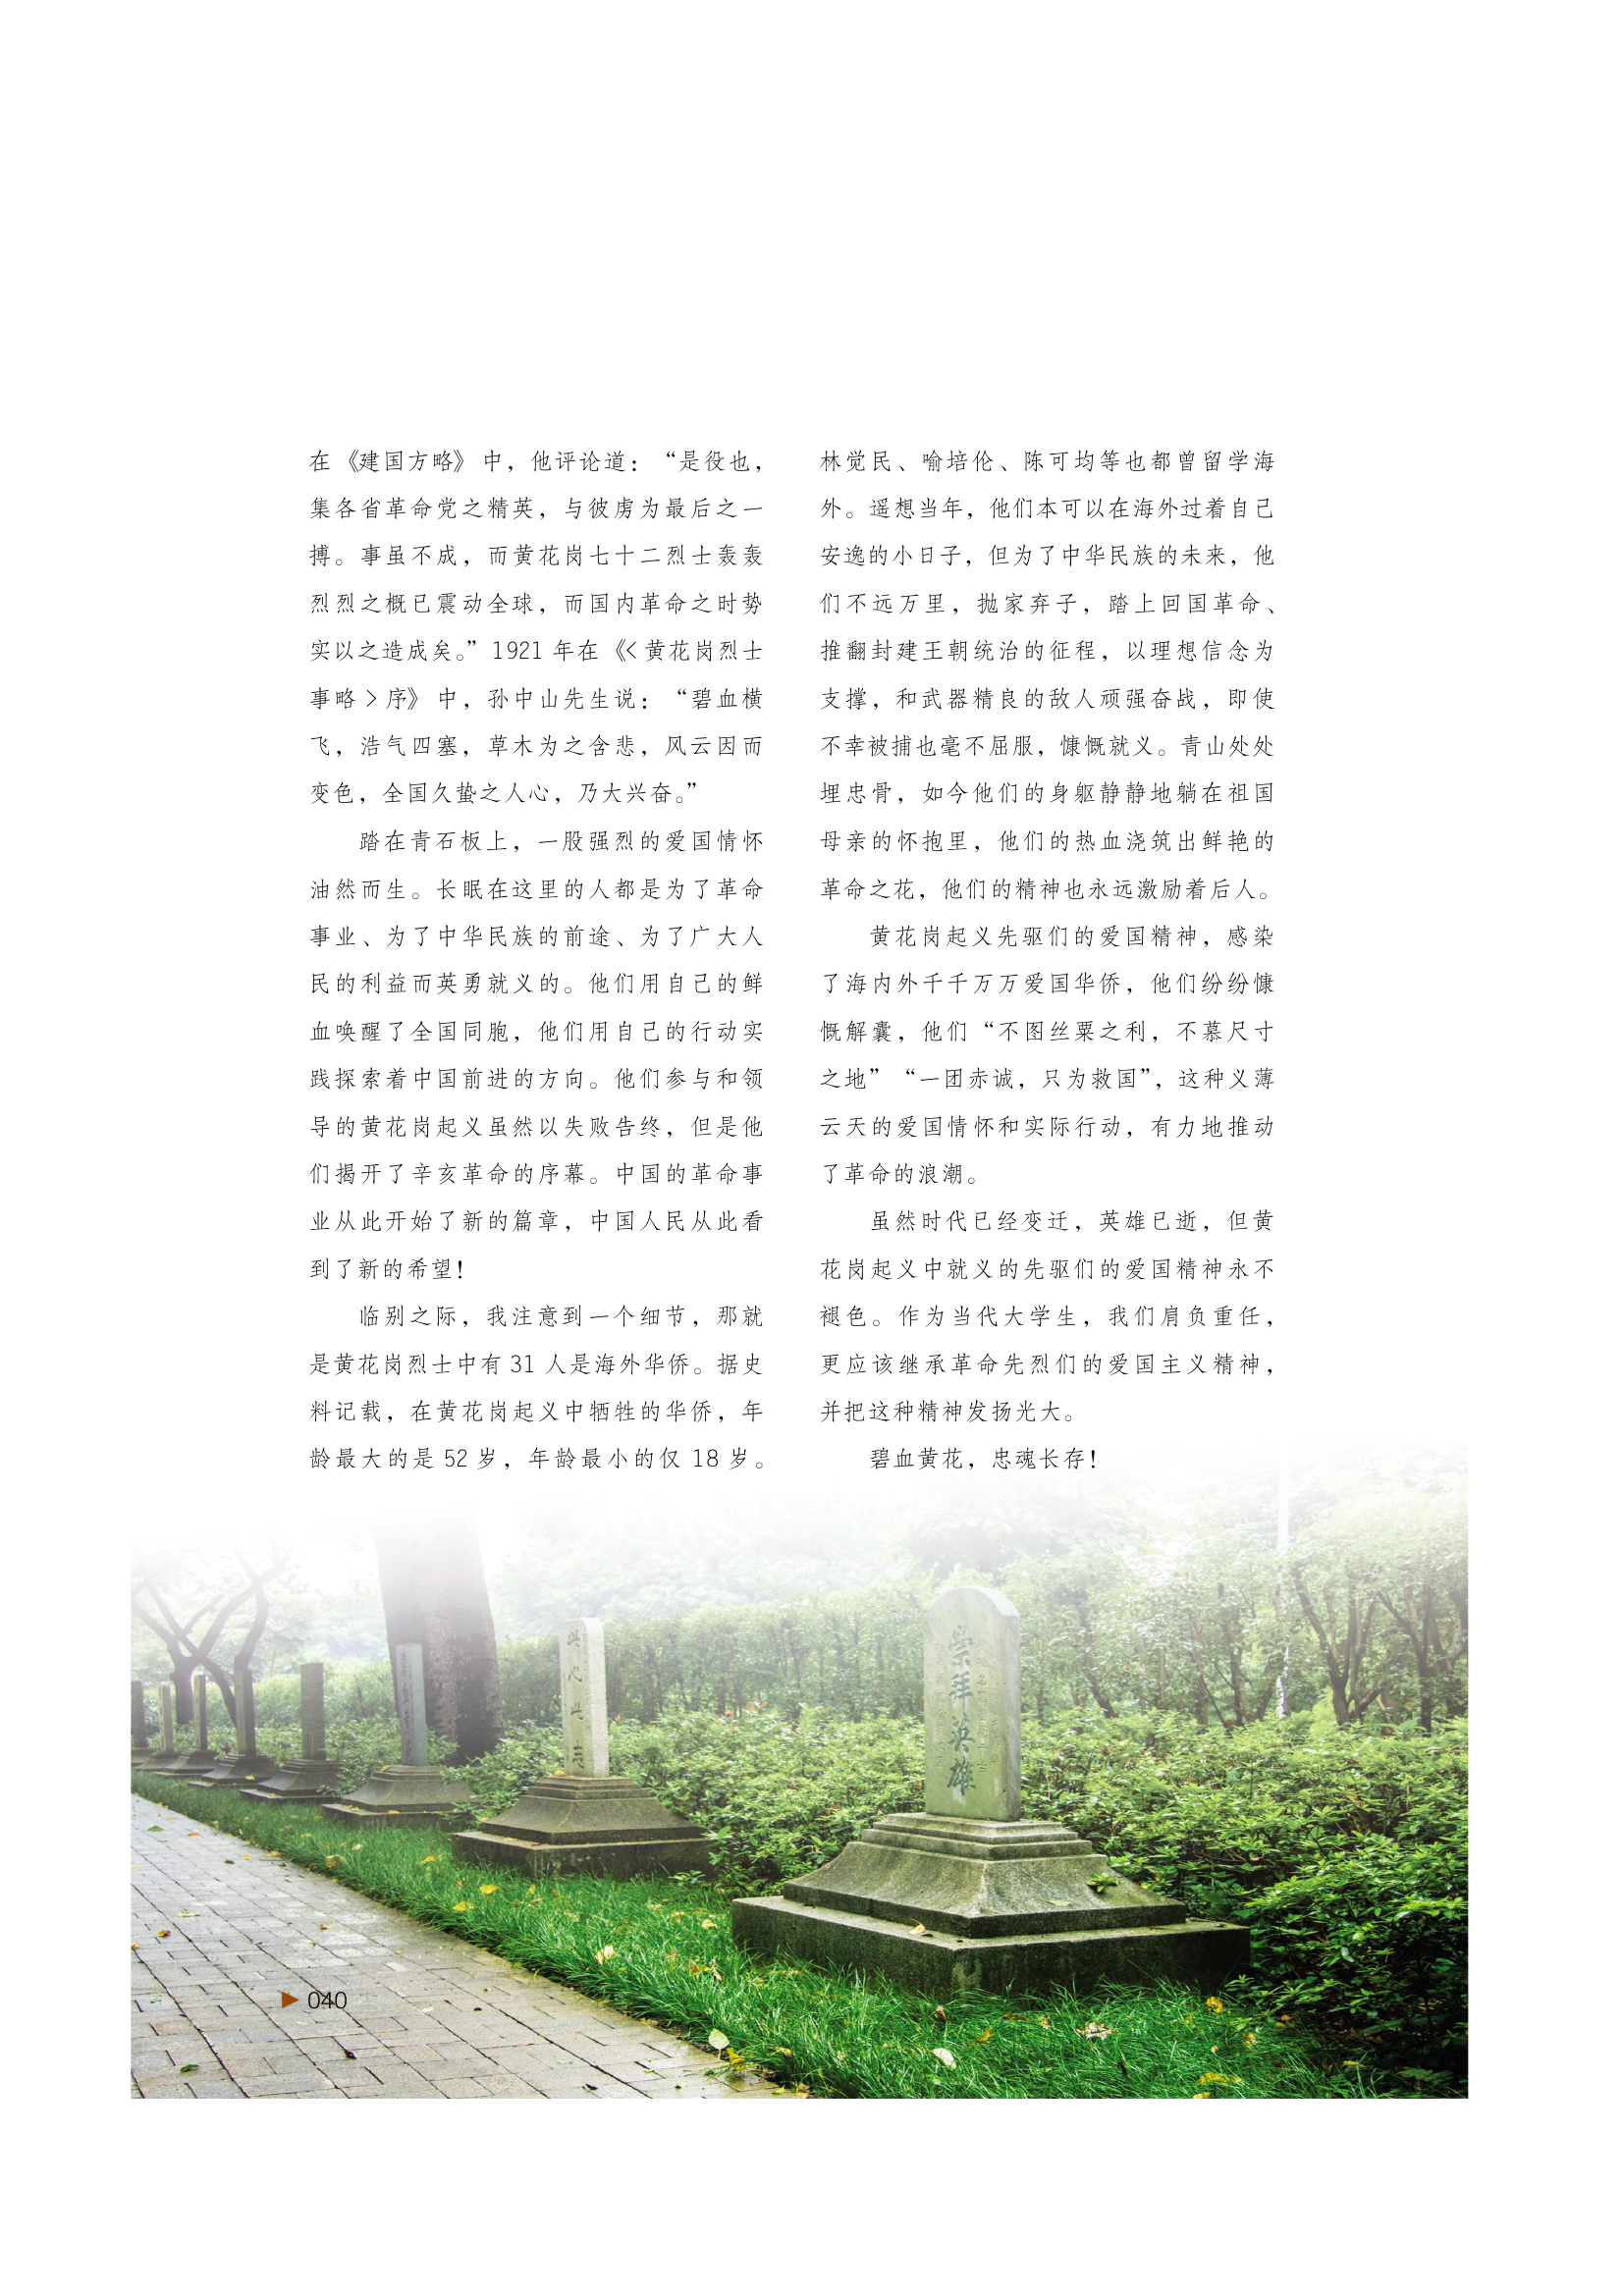 在《建国方略》中，他评论道：“是役也，
集各省革命党之精英，与彼虏为最后之一
搏。事虽不成，而黄花岗七十二烈士轰轰
烈烈之概已震动全球，而国内革命之时势
实以之造成矣。”1921 年在《<黄花岗烈士
事略>序》中，孙中山先生说：“碧血横
飞，浩气四塞，草木为之含悲，风云因而
变色，全国久蛰之人心，乃大兴奋。”
踏在青石板上，一股强烈的爱国情怀
油然而生。长眠在这里的人都是为了革命
事业、为了中华民族的前途、为了广大人
民的利益而英勇就义的。他们用自己的鲜
血唤醒了全国同胞，他们用自己的行动实
践探索着中国前进的方向。他们参与和领
导的黄花岗起义虽然以失败告终，但是他
们揭开了辛亥革命的序幕。中国的革命事
业从此开始了新的篇章，中国人民从此看
到了新的希望！
临别之际，我注意到一个细节，那就
是黄花岗烈士中有 31 人是海外华侨。据史
料记载，在黄花岗起义中牺牲的华侨，年
龄最大的是 52 岁，年龄最小的仅 18 岁。
林觉民、喻培伦、陈可均等也都曾留学海
外。遥想当年，他们本可以在海外过着自己
安逸的小日子，但为了中华民族的未来，他
们不远万里，抛家弃子，踏上回国革命、
推翻封建王朝统治的征程，以理想信念为
支撑，和武器精良的敌人顽强奋战，即使
不幸被捕也毫不屈服，慷慨就义。青山处处
埋忠骨，如今他们的身躯静静地躺在祖国
母亲的怀抱里，他们的热血浇筑出鲜艳的
革命之花，他们的精神也永远激励着后人。
黄花岗起义先驱们的爱国精神，感染
了海内外千千万万爱国华侨，他们纷纷慷
慨解囊，他们“不图丝粟之利，不慕尺寸
之地”“一团赤诚，只为救国”，这种义薄
云天的爱国情怀和实际行动，有力地推动
了革命的浪潮。
虽然时代已经变迁，英雄已逝，但黄
花岗起义中就义的先驱们的爱国精神永不
褪色。作为当代大学生，我们肩负重任，
更应该继承革命先烈们的爱国主义精神，
并把这种精神发扬光大。
碧血黄花，忠魂长存！
此心此志
崇拜英雄
040